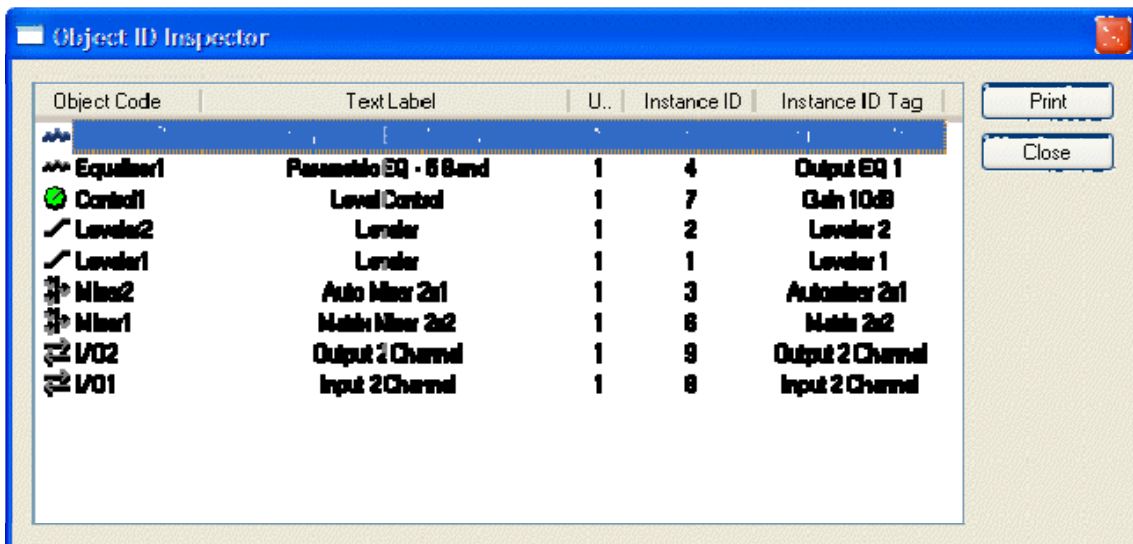 Object ID Inspector
Object Code Text Label U.. Instance ID Instance ID Tag
Equalizer1 Parametric EQ - 5 Band 1 4 Output EQ 1
Control1 Level Control 1 7 Gain 10dB
Leveler2 Leveler 1 2 Leveler 2
Leveler1 Leveler 1 1 Leveler 1
Mixer2 Auto Mixer 2x1 1 3 Automixer 2x1
Mixer1 Matrix Mixer 2x2 1 6 Matrix 2x2
I/O2 Output 2 Channel 1 9 Output 2 Channel
I/O1 Input 2 Channel 1 8 Input 2 Channel
Print
Close